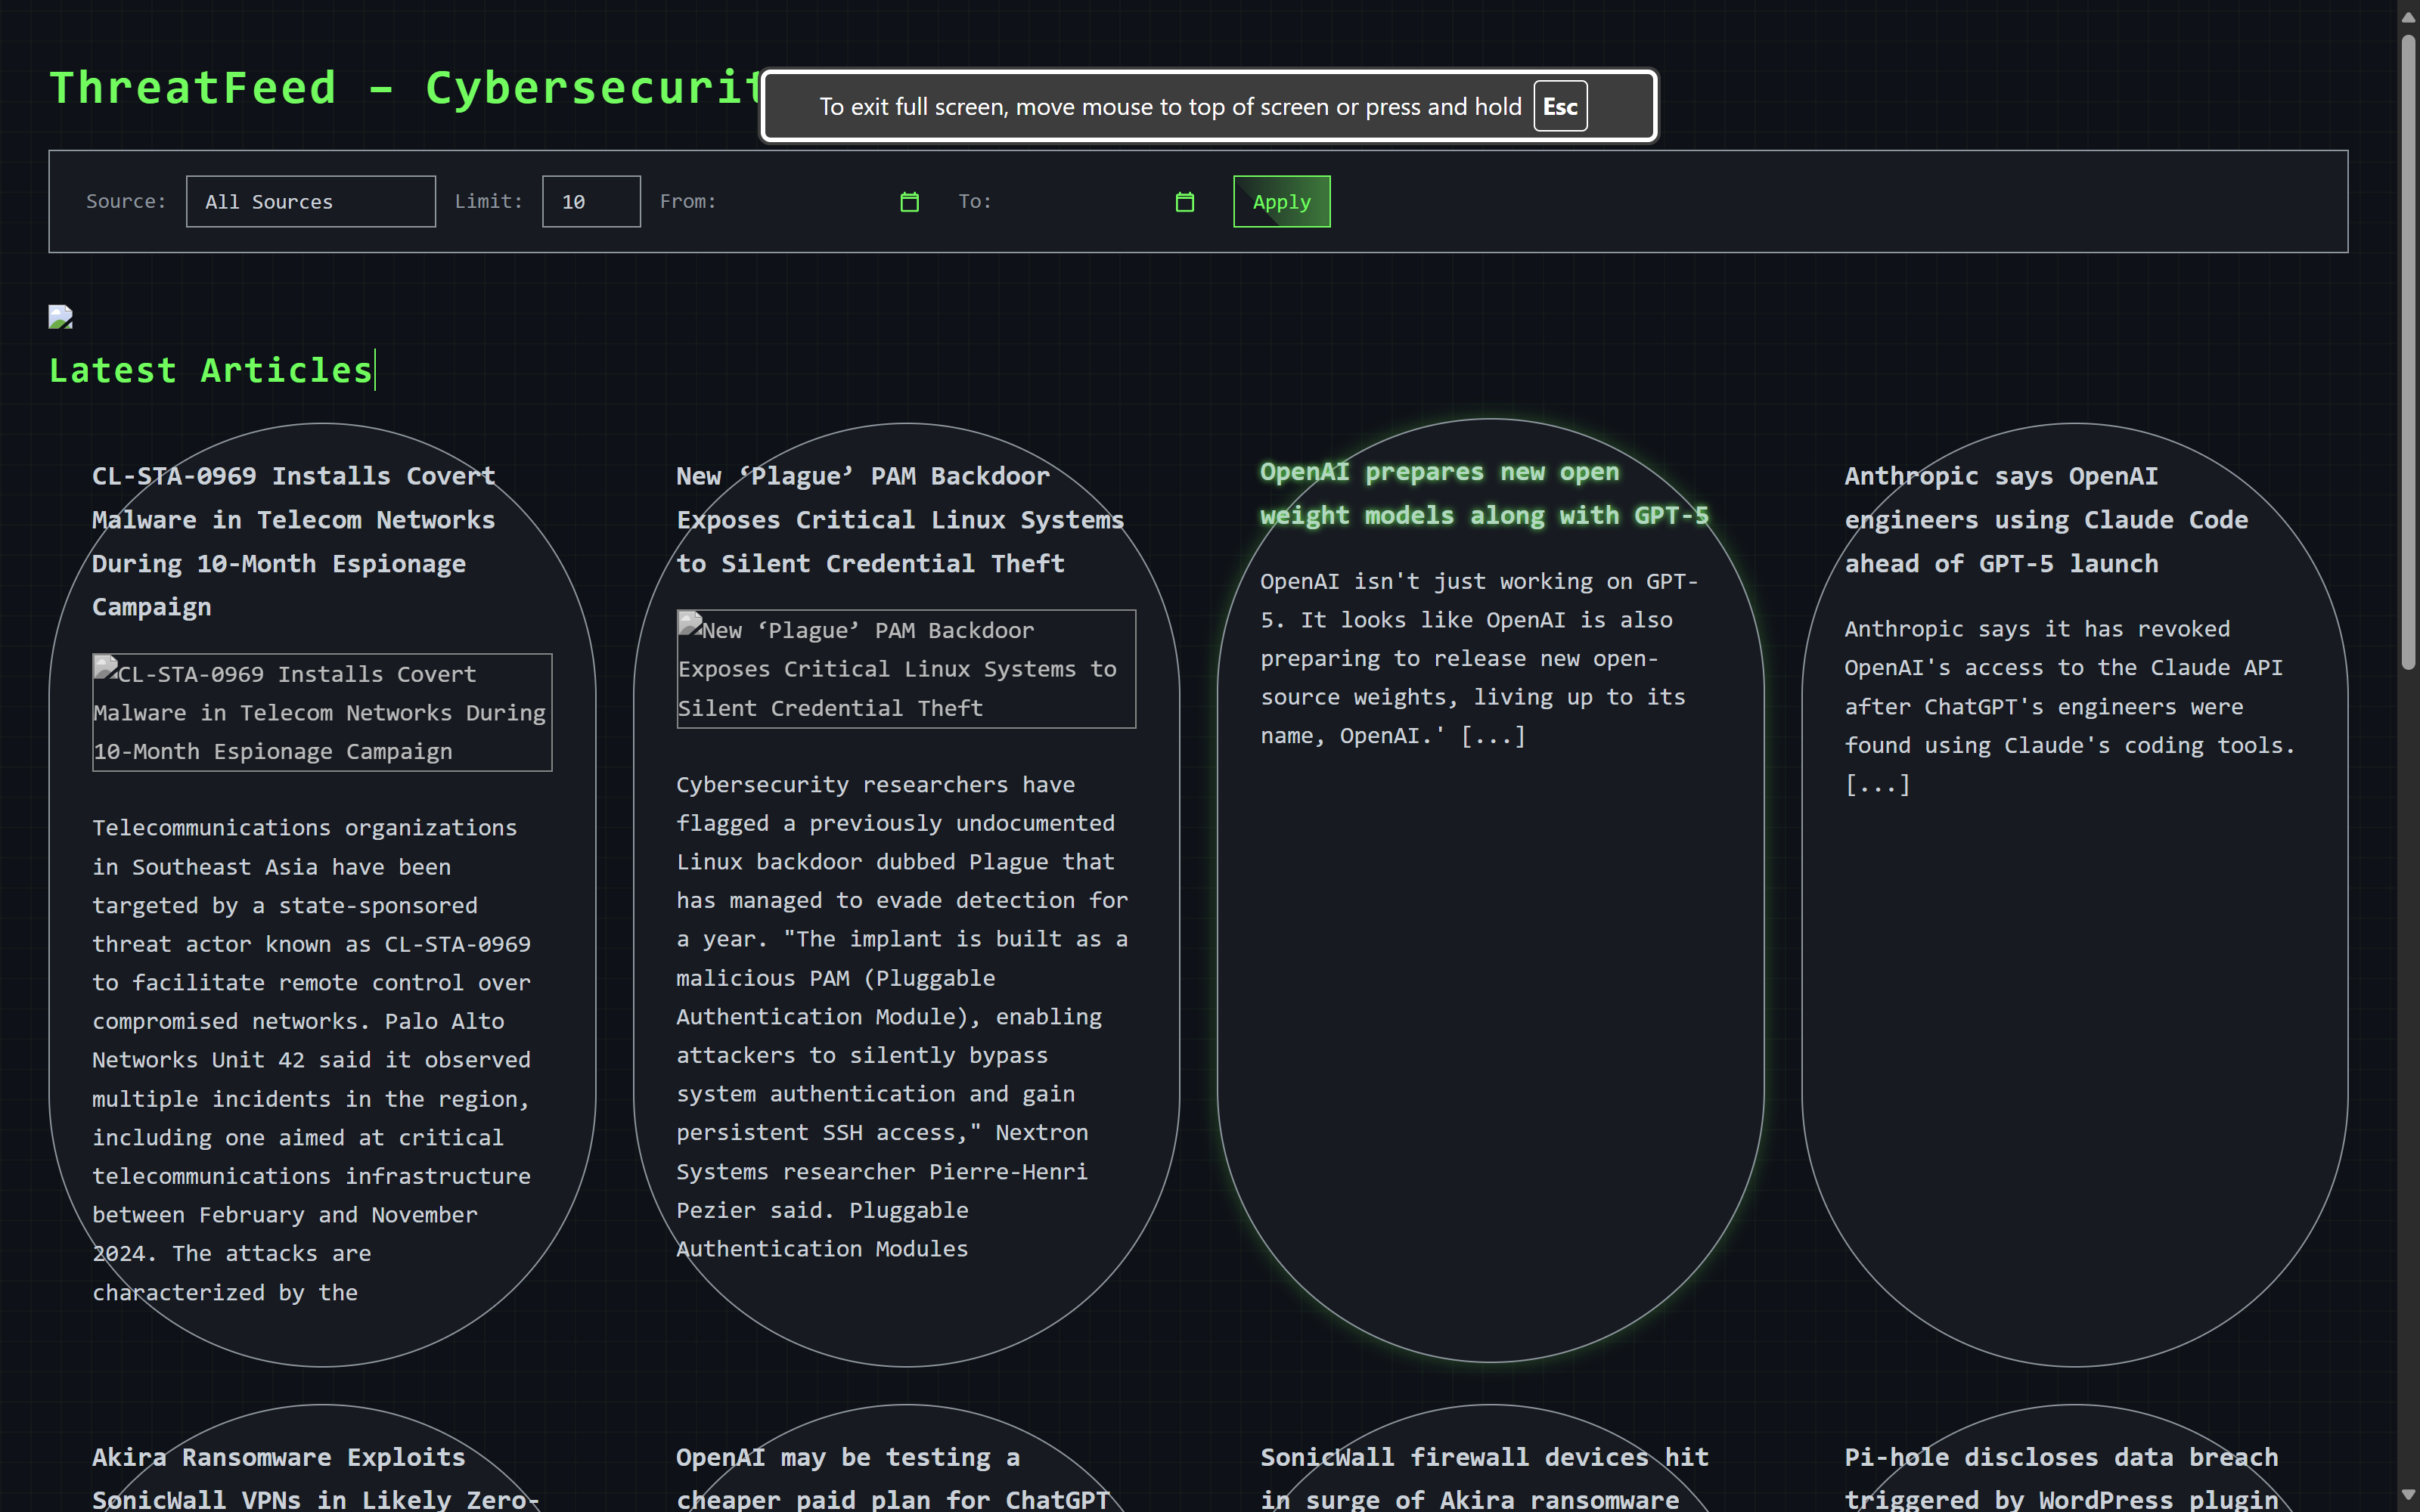 ThreatFeed – Cybersecurit
To exit full screen, move mouse to top of screen or press and hold Esc
Source: All Sources Limit: 10 From: To: Apply
Latest Articles
CL-STA-0969 Installs Covert
Malware in Telecom Networks
During 10-Month Espionage
Campaign
CL-STA-0969 Installs Covert
Malware in Telecom Networks During
10-Month Espionage Campaign
Telecommunications organizations
in Southeast Asia have been
targeted by a state-sponsored
threat actor known as CL-STA-0969
to facilitate remote control over
compromised networks. Palo Alto
Networks Unit 42 said it observed
multiple incidents in the region,
including one aimed at critical
telecommunications infrastructure
between February and November
2024. The attacks are
characterized by the
New ‘Plague’ PAM Backdoor
Exposes Critical Linux Systems
to Silent Credential Theft
New ‘Plague’ PAM Backdoor
Exposes Critical Linux Systems to
Silent Credential Theft
Cybersecurity researchers have
flagged a previously undocumented
Linux backdoor dubbed Plague that
has managed to evade detection for
a year. "The implant is built as a
malicious PAM (Pluggable
Authentication Module), enabling
attackers to silently bypass
system authentication and gain
persistent SSH access," Nextron
Systems researcher Pierre-Henri
Pezier said. Pluggable
Authentication Modules
OpenAI prepares new open
weight models along with GPT-5
OpenAI isn't just working on GPT-
5. It looks like OpenAI is also
preparing to release new open-
source weights, living up to its
name, OpenAI.' [...]
Anthropic says OpenAI
engineers using Claude Code
ahead of GPT-5 launch
Anthropic says it has revoked
OpenAI's access to the Claude API
after ChatGPT's engineers were
found using Claude's coding tools.
[...]
Akira Ransomware Exploits
SonicWall VPNs in Likely Zero-
OpenAI may be testing a
cheaper paid plan for ChatGPT
SonicWall firewall devices hit
in surge of Akira ransomware
Pi-hole discloses data breach
triggered by WordPress plugin